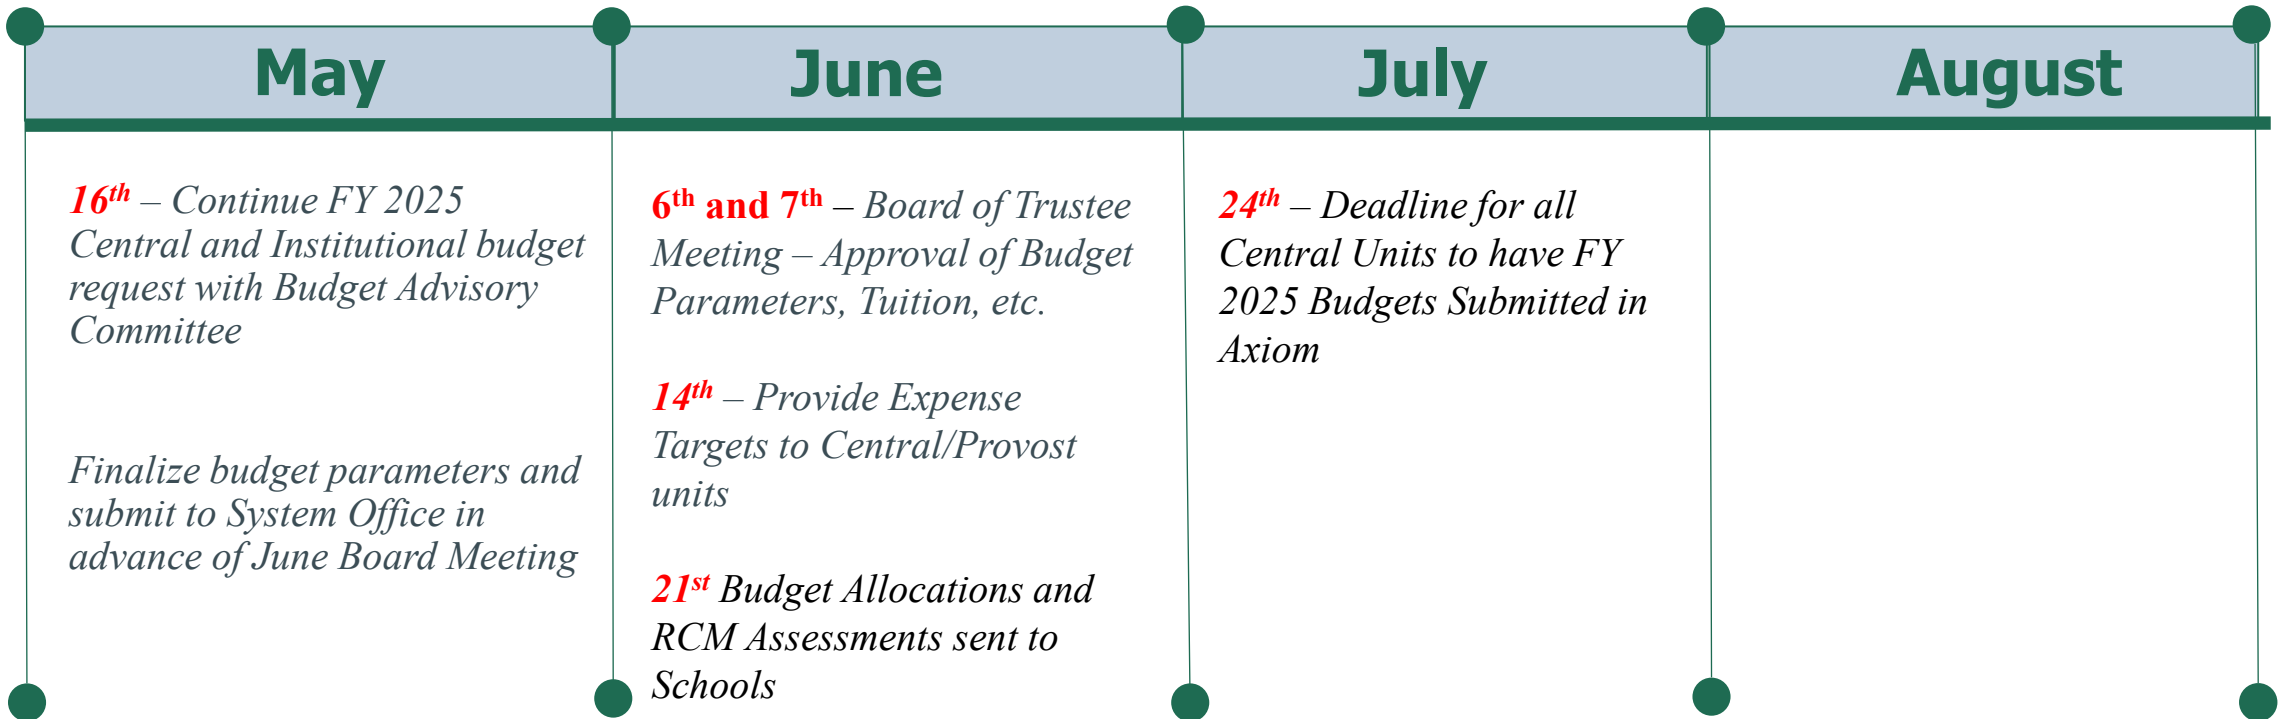 May
June
July
August
16th – Continue FY 2025
Central and Institutional budget
request with Budget Advisory
Committee
Finalize budget parameters and
submit to System Office in
advance of June Board Meeting
6th and 7th – Board of Trustee
Meeting – Approval of Budget
Parameters, Tuition, etc.
14th – Provide Expense
Targets to Central/Provost
units
21st Budget Allocations and
RCM Assessments sent to
Schools
24th – Deadline for all
Central Units to have FY
2025 Budgets Submitted in
Axiom